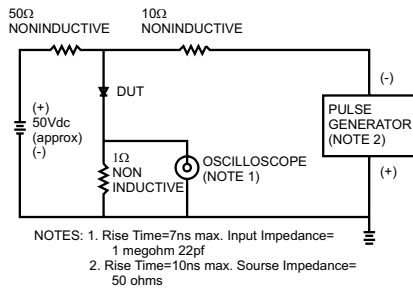 50Ω
NONINDUCTIVE
10Ω
NONINDUCTIVE
(+)
50Vdc
(approx)
(-)
DUT
1Ω
NON
INDUCTIVE
OSCILLOSCOPE
(NOTE 1)
(-)
PULSE
GENERATOR
(NOTE 2)
(+)
NOTES: 1. Rise Time=7ns max. Input Impedance=
1 megohm 22pf
2. Rise Time=10ns max. Sourse Impedance=
50 ohms